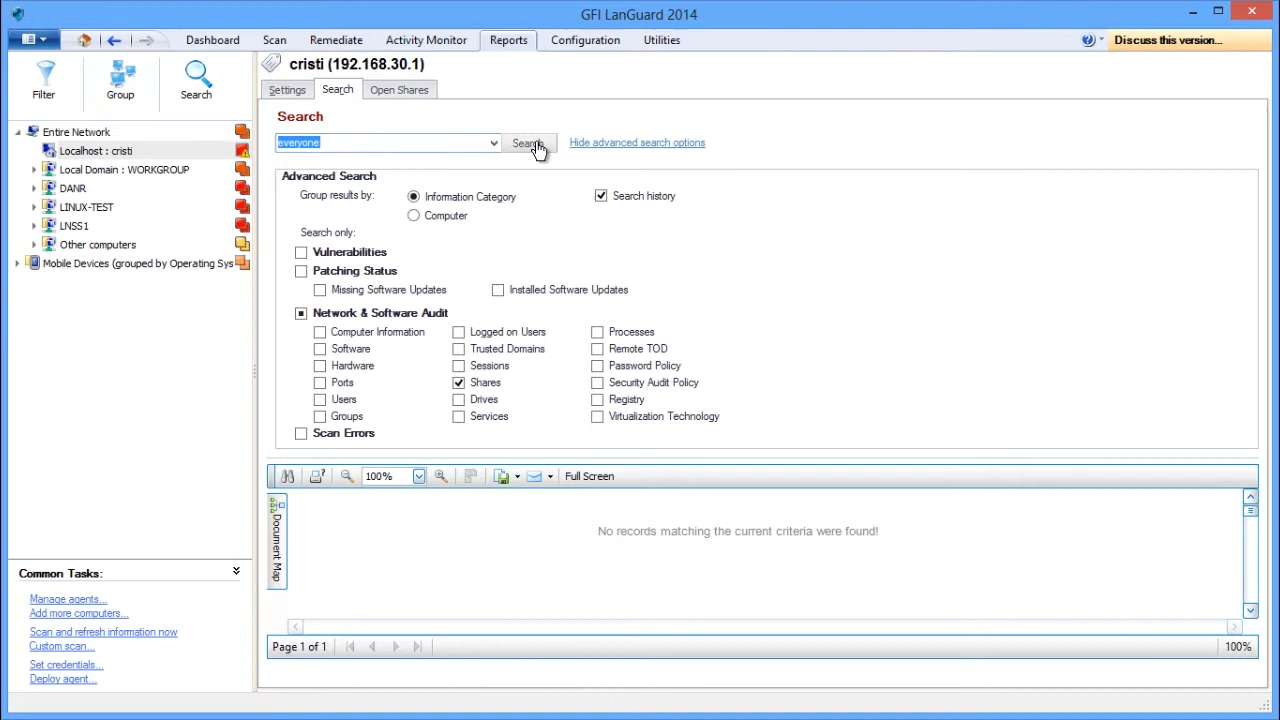 GFI LanGuard 2014
Dashboard Scan Remediate Activity Monitor Reports Configuration Utilities Discuss this version...
Filter Group Search
cristi (192.168.30.1)
Settings Search Open Shares
Search
everyone Search Hide advanced search options
Entire Network
Localhost : cristi
Local Domain : WORKGROUP
DANR
LINUX-TEST
LNSS1
Other computers
Mobile Devices (grouped by Operating Sys
Advanced Search
Group results by: Information Category Search history
Computer
Search only:
Vulnerabilities
Patching Status
Missing Software Updates Installed Software Updates
Network & Software Audit
Computer Information Logged on Users Processes
Software Trusted Domains Remote TOD
Hardware Sessions Password Policy
Ports Shares Security Audit Policy
Users Drives Registry
Groups Services Virtualization Technology
Scan Errors
100% Full Screen
Document Map
No records matching the current criteria were found!
Page 1 of 1 100%
Common Tasks:
Manage agents...
Add more computers...
Scan and refresh information now
Custom scan...
Set credentials...
Deploy agent...